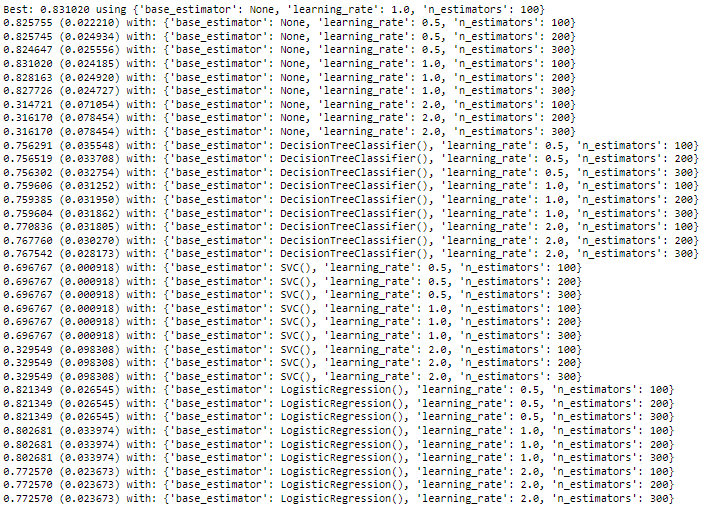 Best: 0.831020 using {'base_estimator': None, 'learning_rate': 1.0, 'n_estimators': 100}
0.825755 (0.022210) with: {'base_estimator': None, 'learning_rate': 0.5, 'n_estimators': 100}
0.825745 (0.024934) with: {'base_estimator': None, 'learning_rate': 0.5, 'n_estimators': 200}
0.824647 (0.025556) with: {'base_estimator': None, 'learning_rate': 0.5, 'n_estimators': 300}
0.831020 (0.024185) with: {'base_estimator': None, 'learning_rate': 1.0, 'n_estimators': 100}
0.828163 (0.024920) with: {'base_estimator': None, 'learning_rate': 1.0, 'n_estimators': 200}
0.827726 (0.024727) with: {'base_estimator': None, 'learning_rate': 1.0, 'n_estimators': 300}
0.314721 (0.071054) with: {'base_estimator': None, 'learning_rate': 2.0, 'n_estimators': 100}
0.316170 (0.078454) with: {'base_estimator': None, 'learning_rate': 2.0, 'n_estimators': 200}
0.316170 (0.078454) with: {'base_estimator': None, 'learning_rate': 2.0, 'n_estimators': 300}
0.756291 (0.035548) with: {'base_estimator': DecisionTreeClassifier(), 'learning_rate': 0.5, 'n_estimators': 100}
0.756519 (0.033708) with: {'base_estimator': DecisionTreeClassifier(), 'learning_rate': 0.5, 'n_estimators': 200}
0.756302 (0.032754) with: {'base_estimator': DecisionTreeClassifier(), 'learning_rate': 0.5, 'n_estimators': 300}
0.759606 (0.031252) with: {'base_estimator': DecisionTreeClassifier(), 'learning_rate': 1.0, 'n_estimators': 100}
0.759385 (0.031950) with: {'base_estimator': DecisionTreeClassifier(), 'learning_rate': 1.0, 'n_estimators': 200}
0.759604 (0.031862) with: {'base_estimator': DecisionTreeClassifier(), 'learning_rate': 1.0, 'n_estimators': 300}
0.770836 (0.031805) with: {'base_estimator': DecisionTreeClassifier(), 'learning_rate': 2.0, 'n_estimators': 100}
0.767760 (0.030270) with: {'base_estimator': DecisionTreeClassifier(), 'learning_rate': 2.0, 'n_estimators': 200}
0.767542 (0.028173) with: {'base_estimator': DecisionTreeClassifier(), 'learning_rate': 2.0, 'n_estimators': 300}
0.696767 (0.000918) with: {'base_estimator': SVC(), 'learning_rate': 0.5, 'n_estimators': 100}
0.696767 (0.000918) with: {'base_estimator': SVC(), 'learning_rate': 0.5, 'n_estimators': 200}
0.696767 (0.000918) with: {'base_estimator': SVC(), 'learning_rate': 0.5, 'n_estimators': 300}
0.696767 (0.000918) with: {'base_estimator': SVC(), 'learning_rate': 1.0, 'n_estimators': 100}
0.696767 (0.000918) with: {'base_estimator': SVC(), 'learning_rate': 1.0, 'n_estimators': 200}
0.696767 (0.000918) with: {'base_estimator': SVC(), 'learning_rate': 1.0, 'n_estimators': 300}
0.329549 (0.098308) with: {'base_estimator': SVC(), 'learning_rate': 2.0, 'n_estimators': 100}
0.329549 (0.098308) with: {'base_estimator': SVC(), 'learning_rate': 2.0, 'n_estimators': 200}
0.329549 (0.098308) with: {'base_estimator': SVC(), 'learning_rate': 2.0, 'n_estimators': 300}
0.821349 (0.026545) with: {'base_estimator': LogisticRegression(), 'learning_rate': 0.5, 'n_estimators': 100}
0.821349 (0.026545) with: {'base_estimator': LogisticRegression(), 'learning_rate': 0.5, 'n_estimators': 200}
0.821349 (0.026545) with: {'base_estimator': LogisticRegression(), 'learning_rate': 0.5, 'n_estimators': 300}
0.802681 (0.033974) with: {'base_estimator': LogisticRegression(), 'learning_rate': 1.0, 'n_estimators': 100}
0.802681 (0.033974) with: {'base_estimator': LogisticRegression(), 'learning_rate': 1.0, 'n_estimators': 200}
0.802681 (0.033974) with: {'base_estimator': LogisticRegression(), 'learning_rate': 1.0, 'n_estimators': 300}
0.772570 (0.023673) with: {'base_estimator': LogisticRegression(), 'learning_rate': 2.0, 'n_estimators': 100}
0.772570 (0.023673) with: {'base_estimator': LogisticRegression(), 'learning_rate': 2.0, 'n_estimators': 200}
0.772570 (0.023673) with: {'base_estimator': LogisticRegression(), 'learning_rate': 2.0, 'n_estimators': 300}